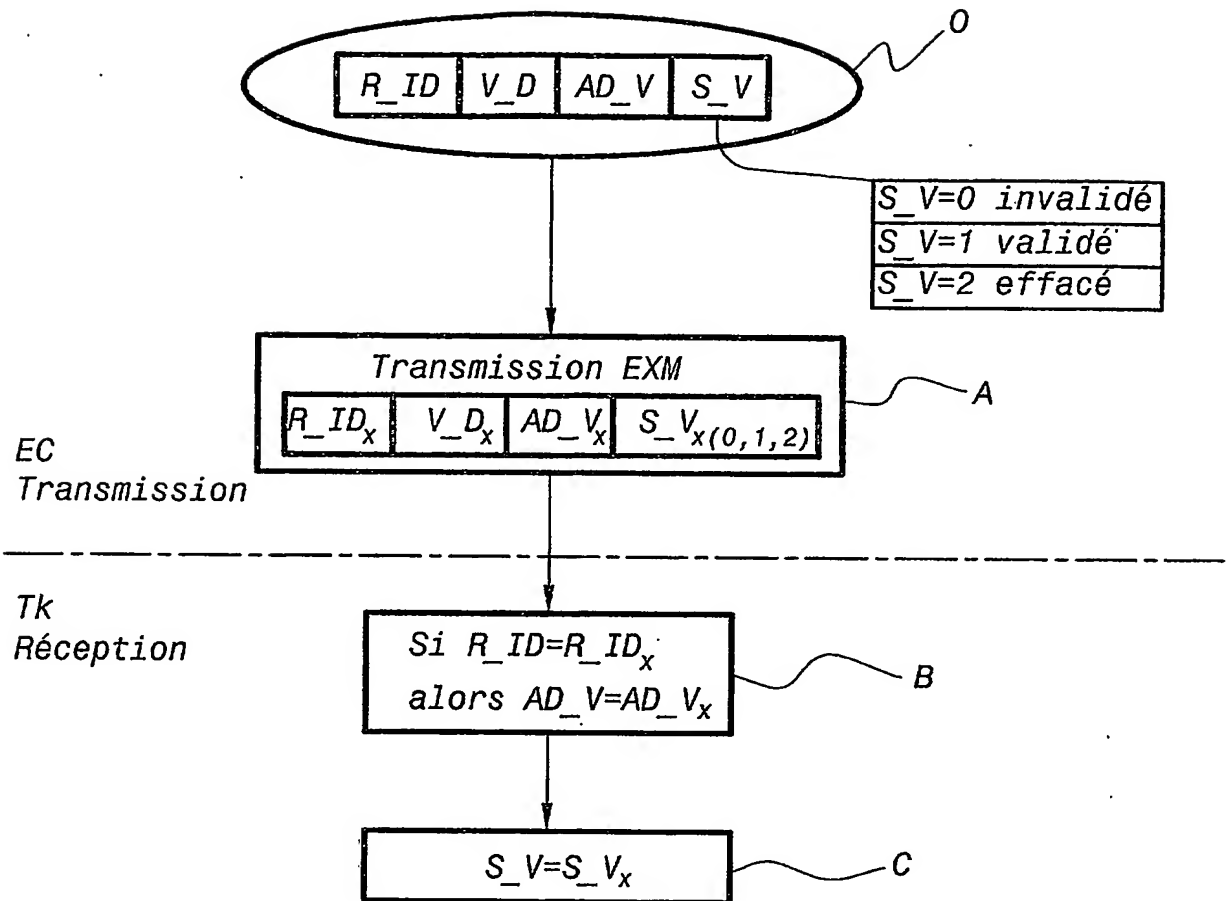 O
R_ID V_D AD_V S_V
S_V=0 invalidé
S_V=1 validé
S_V=2 effacé
Transmission EXM
A
R_IDx V_Dx AD_Vx S_Vx(0,1,2)
EC
Transmission
Tk
Réception
Si R_ID=R_IDx
alors AD_V=AD_Vx
B
S_V=S_Vx
C